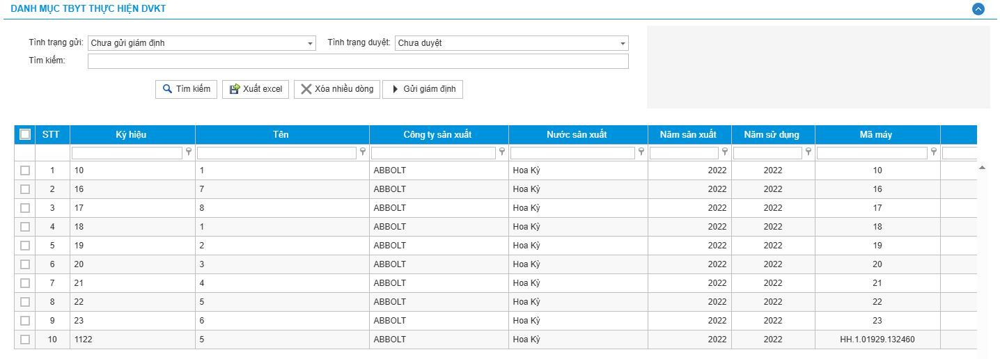 DANH MỤC TBYT THỰC HIỆN DVKT
Tình trạng gửi: Chưa gửi giám định Tình trạng duyệt: Chưa duyệt
Tìm kiếm:
Tìm kiếm Xuất excel Xóa nhiều dòng Gửi giám định
STT Ký hiệu Tên Công ty sản xuất Nước sản xuất Năm sản xuất Năm sử dụng Mã máy
1 10 1 ABBOLT Hoa Kỳ 2022 2022 10
2 16 7 ABBOLT Hoa Kỳ 2022 2022 16
3 17 8 ABBOLT Hoa Kỳ 2022 2022 17
4 18 1 ABBOLT Hoa Kỳ 2022 2022 18
5 19 2 ABBOLT Hoa Kỳ 2022 2022 19
6 20 3 ABBOLT Hoa Kỳ 2022 2022 20
7 21 4 ABBOLT Hoa Kỳ 2022 2022 21
8 22 5 ABBOLT Hoa Kỳ 2022 2022 22
9 23 6 ABBOLT Hoa Kỳ 2022 2022 23
10 1122 5 ABBOLT Hoa Kỳ 2022 2022 HH.1.01929.132460